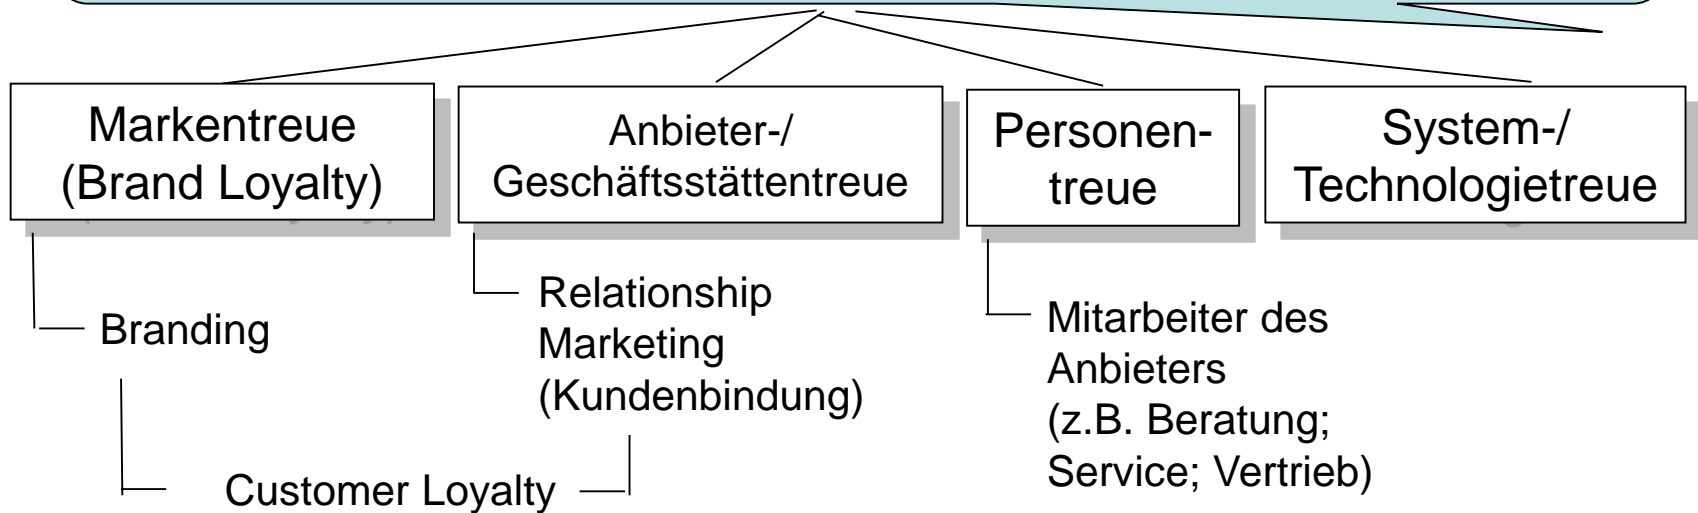 Markentreue
(Brand Loyalty)
Anbieter-/
Geschäftsstättentreue
Personen-
treue
System-/
Technologietreue
Branding
Relationship
Marketing
(Kundenbindung)
Mitarbeiter des
Anbieters
(z.B. Beratung;
Service; Vertrieb)
Customer Loyalty